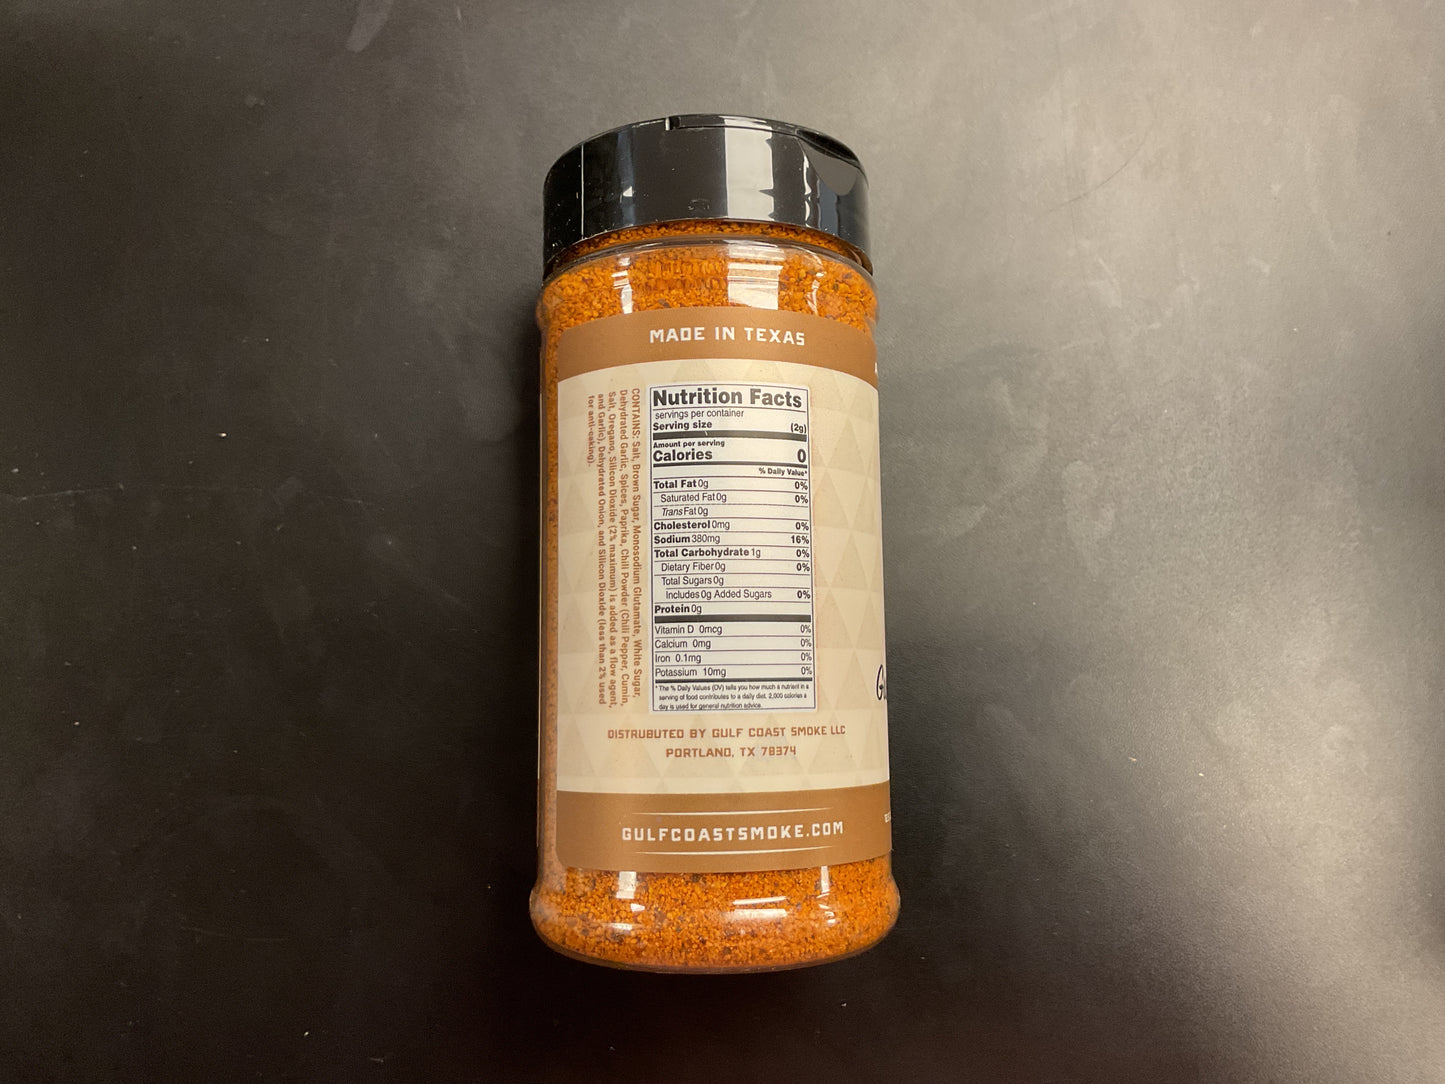 MADE IN TEXAS
CONTAINS: Salt, Brown Sugar, Monosodium Glutamate, White Sugar,
Dehydrated Garlic, Spices, Paprika, Chili Powder (Chili Pepper, Cumin,
Salt, Oregano, Silicon Dioxide (2% maximum) is added as a flow agent,
and Garlic), Dehydrated Onion, and Silicon Dioxide (less than 2% used
for anti-caking).
Nutrition Facts
servings per container
Serving size (2g)
Amount per serving
Calories 0
% Daily Value*
Total Fat 0g 0%
Saturated Fat 0g 0%
Trans Fat 0g
Cholesterol 0mg 0%
Sodium 380mg 16%
Total Carbohydrate 1g 0%
Dietary Fiber 0g 0%
Total Sugars 0g
Includes 0g Added Sugars 0%
Protein 0g
Vitamin D 0mcg 0%
Calcium 0mg 0%
Iron 0.1mg 0%
Potassium 10mg 0%
* The % Daily Values (DV) tells you how much a nutrient in a
serving of food contributes to a daily diet. 2,000 calories a
day is used for general nutrition advice.
DISTRUBUTED BY GULF COAST SMOKE LLC
PORTLAND, TX 78374
GULFCOASTSMOKE.COM